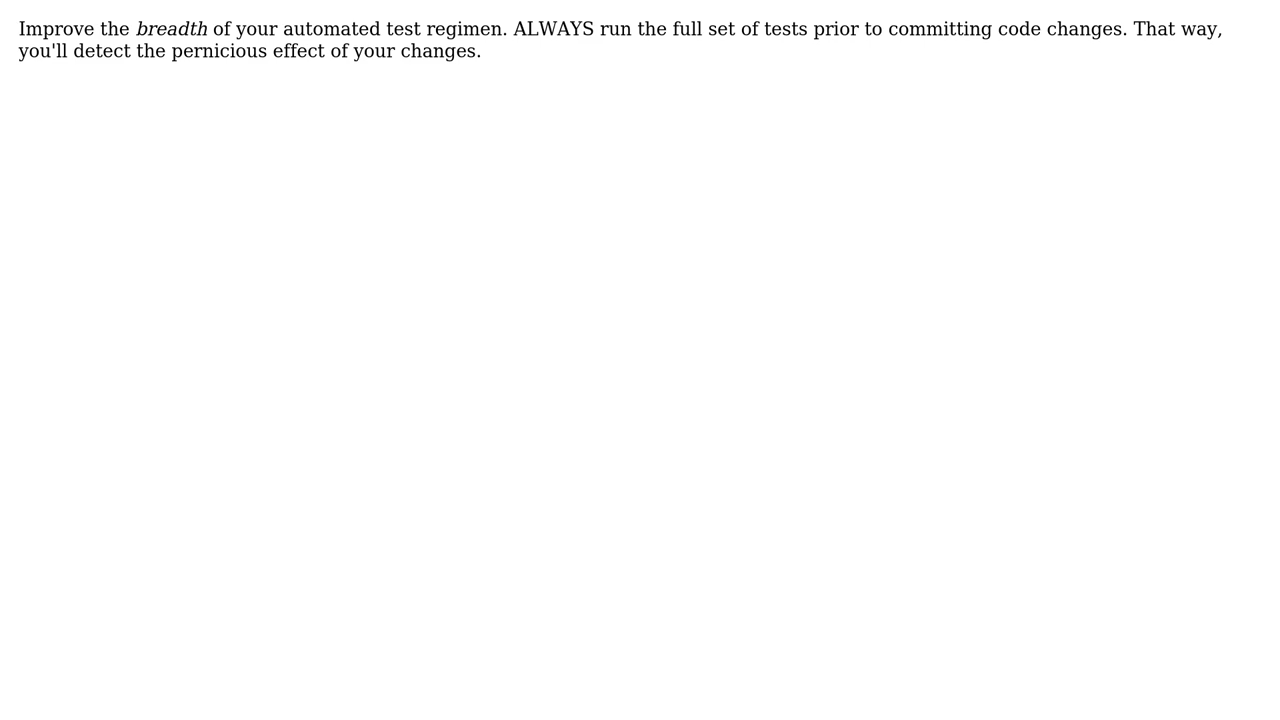 Improve the breadth of your automated test regimen. ALWAYS run the full set of tests prior to committing code changes. That way,
you'll detect the pernicious effect of your changes.